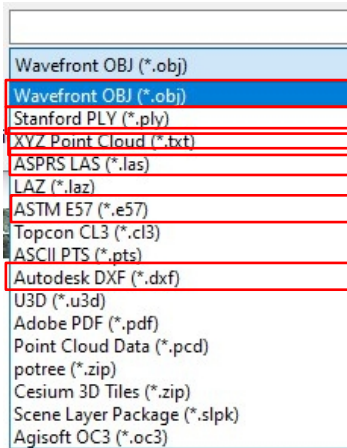 Wavefront OBJ (*.obj)
Wavefront OBJ (*.obj)
Stanford PLY (*.ply)
XYZ Point Cloud (*.txt)
ASPRS LAS (*.las)
LAZ (*.laz)
ASTM E57 (*.e57)
Topcon CL3 (*.cl3)
ASCII PTS (*.pts)
Autodesk DXF (*.dxf)
U3D (*.u3d)
Adobe PDF (*.pdf)
Point Cloud Data (*.pcd)
potree (*.zip)
Cesium 3D Tiles (*.zip)
Scene Layer Package (*.slpk)
Agisoft OC3 (*.oc3)